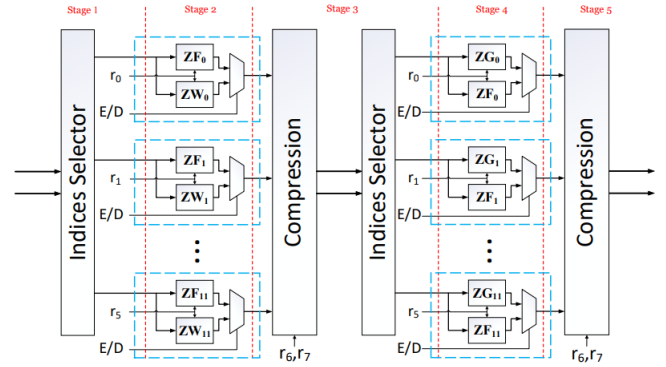 Stage 1
Stage 2
Stage 3
Stage 4
Stage 5
Indices Selector
r0
E/D
ZF0
ZW0
r1
E/D
ZF1
ZW1
r5
E/D
ZF11
ZW11
Compression
r6,r7
Indices Selector
r0
E/D
ZG0
ZF0
r1
E/D
ZG1
ZF1
r5
E/D
ZG11
ZF11
Compression
r6,r7